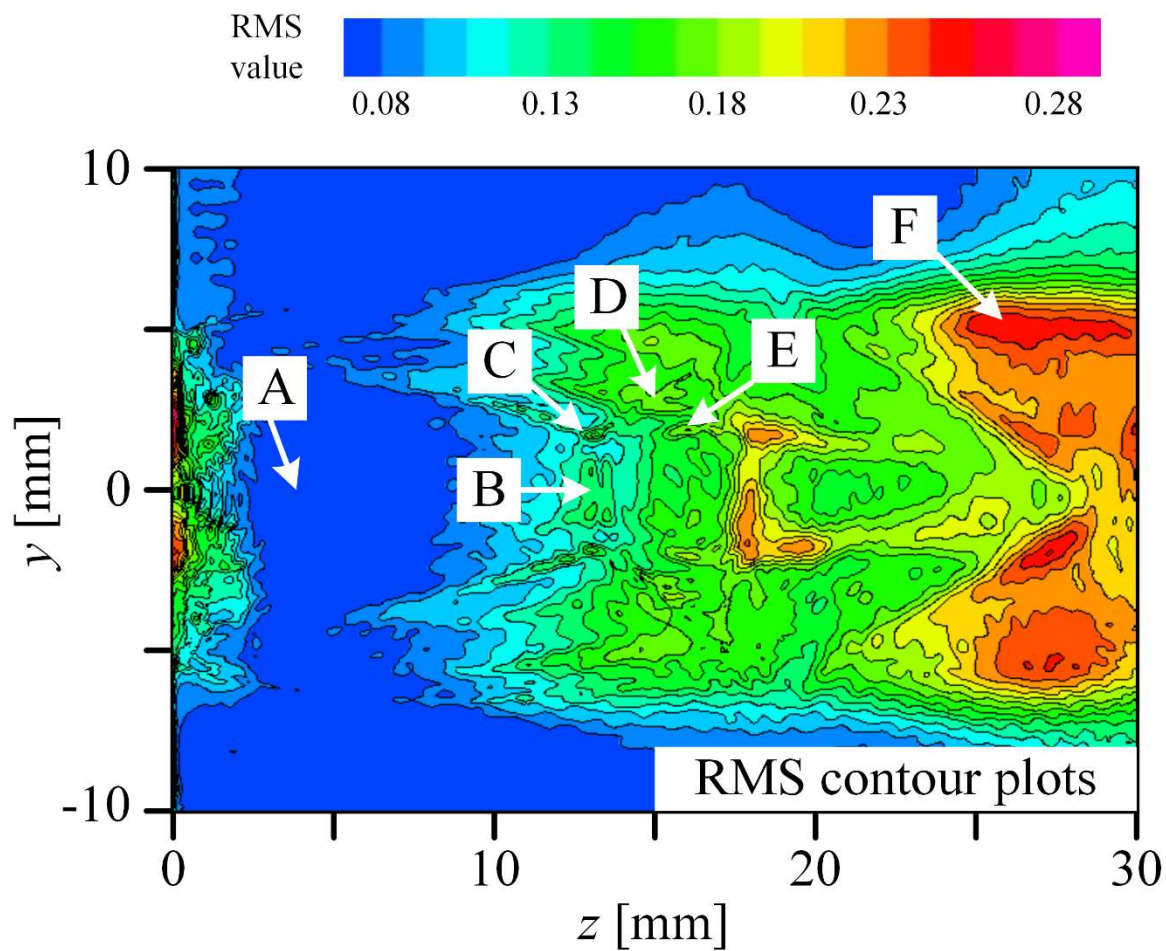 RMS
value
0.08 0.13 0.18 0.23 0.28
10
F
D
E
C
A
B
0
y [mm]
-10
RMS contour plots
0 10 20 30
z [mm]